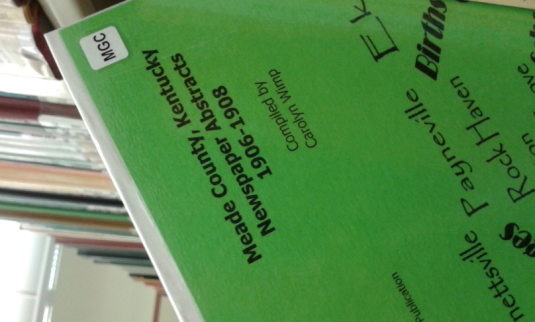 MGC
Meade County, Kentucky
Newspaper Abstracts
1906-1908
Compiled by
Carolyn Wimp
Births
Payneville
Rock Haven
Publication